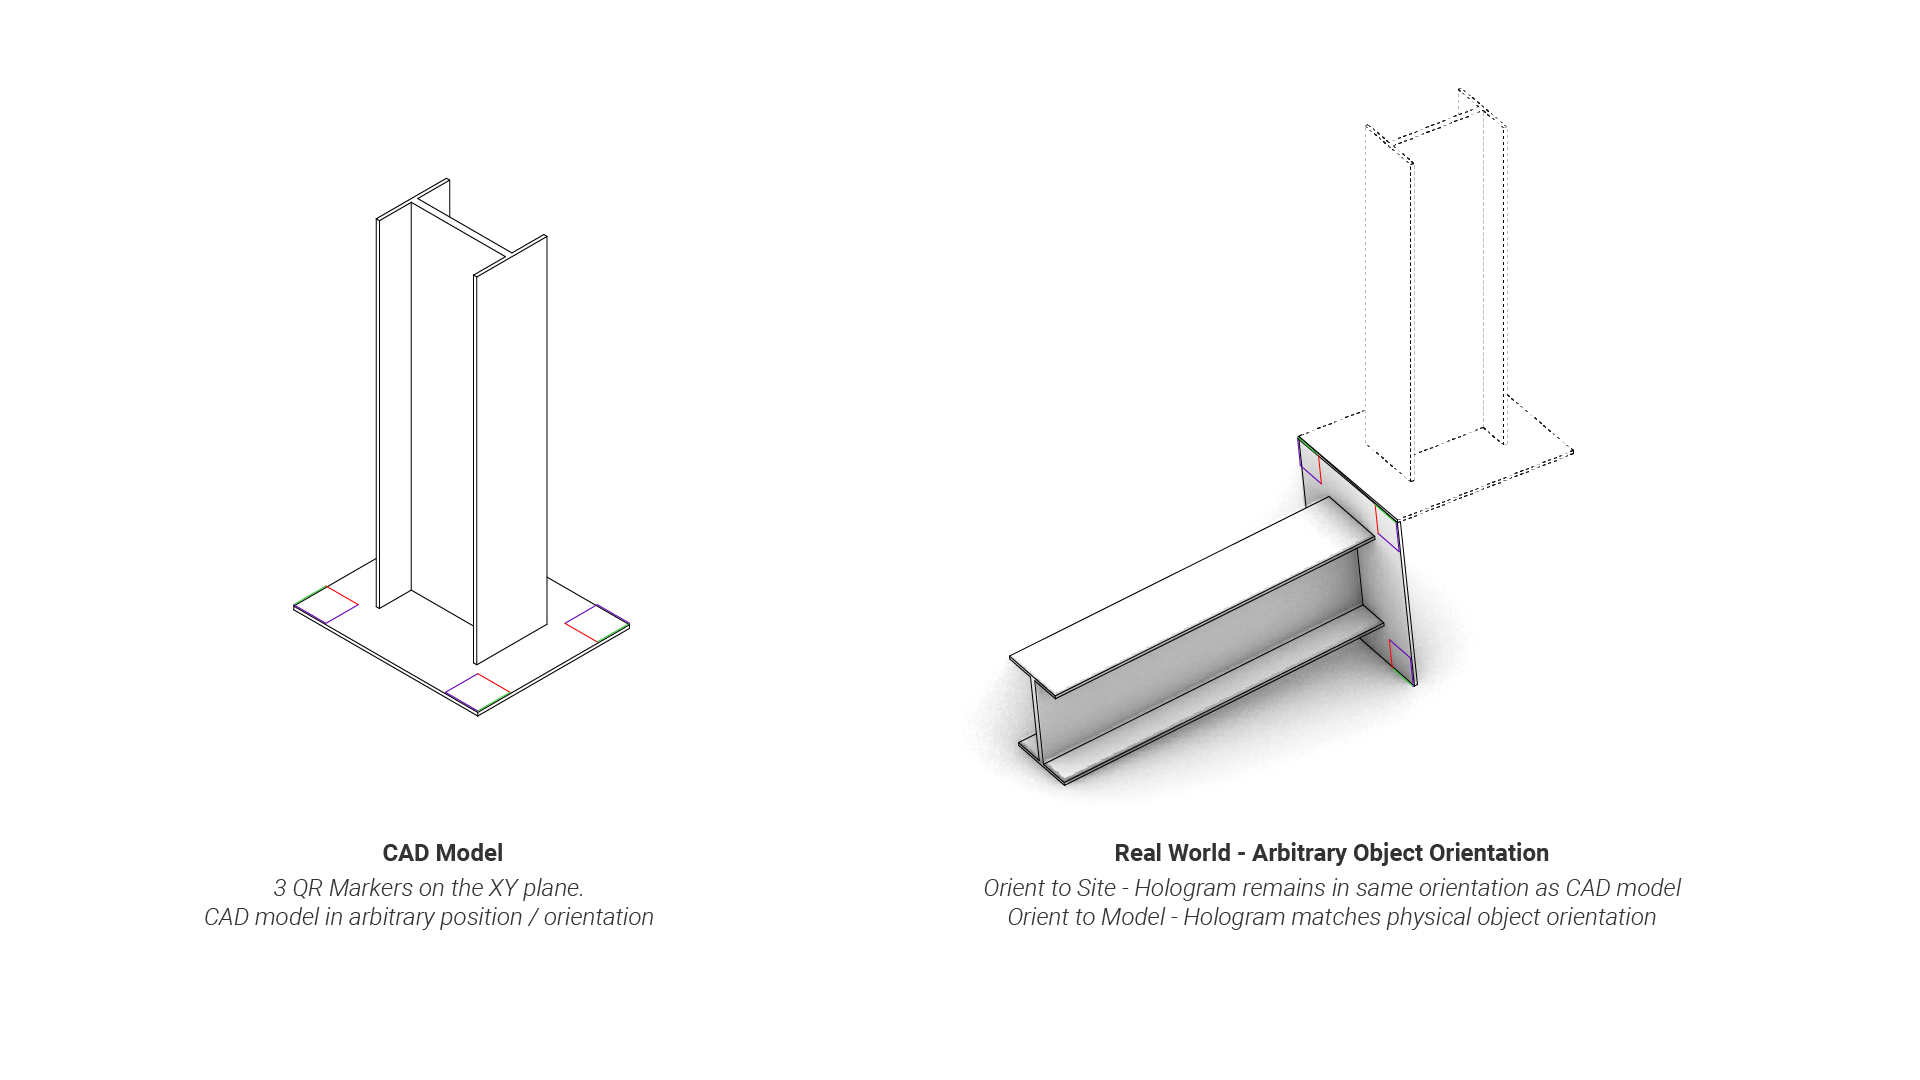 CAD Model
3 QR Markers on the XY plane.
CAD model in arbitrary position / orientation
Real World - Arbitrary Object Orientation
Orient to Site - Hologram remains in same orientation as CAD model
Orient to Model - Hologram matches physical object orientation